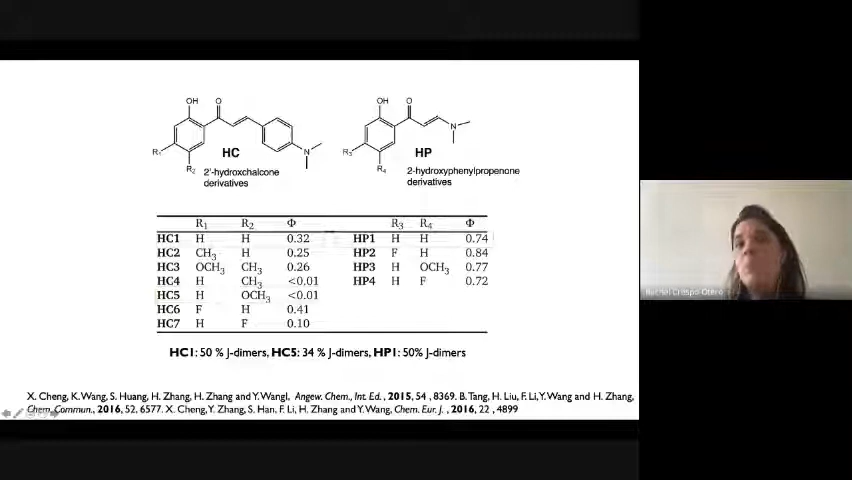 OH O OH O
N
R₁ HC R₃ HP N
R₂ 2'-hydroxchalcone R₄ 2-hydroxyphenylpropenone
derivatives derivatives
R₁ R₂ Φ R₃ R₄ Φ
HC1 H H 0.32 HP1 H H 0.74
HC2 CH₃ H 0.25 HP2 F H 0.84
HC3 OCH₃ CH₃ 0.26 HP3 H OCH₃ 0.77
HC4 H CH₃ <0.01 HP4 H F 0.72
HC5 H OCH₃ <0.01
HC6 F H 0.41
HC7 H F 0.10
HC1: 50 % J-dimers, HC5: 34 % J-dimers, HP1: 50% J-dimers
X. Cheng, K. Wang, S. Huang, H. Zhang, H. Zhang and Y. Wangl, Angew. Chem., Int. Ed., 2015, 54, 8369. B. Tang, H. Liu, F. Li, Y. Wang and H. Zhang,
Chem. Commun., 2016, 52, 6577. X. Cheng, Y. Zhang, S. Han, F. Li, H. Zhang and Y. Wang, Chem. Eur. J., 2016, 22, 4899
Rachel Crespo-Otero